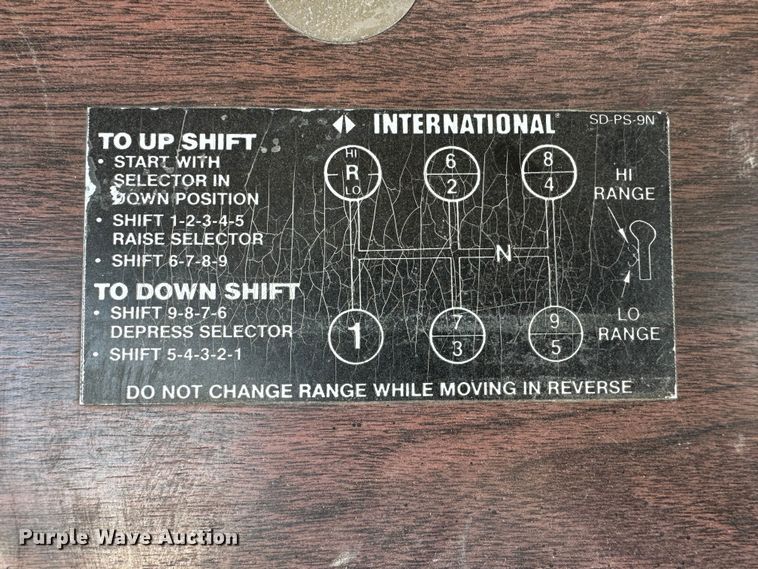 INTERNATIONAL
SD-PS-9N
TO UP SHIFT
• START WITH
SELECTOR IN
DOWN POSITION
• SHIFT 1-2-3-4-5
RAISE SELECTOR
• SHIFT 6-7-8-9
TO DOWN SHIFT
• SHIFT 9-8-7-6
DEPRESS SELECTOR
• SHIFT 5-4-3-2-1
HI
R
LO
6
2
8
4
N
1
7
3
9
5
HI
RANGE
LO
RANGE
DO NOT CHANGE RANGE WHILE MOVING IN REVERSE
Purple Wave Auction